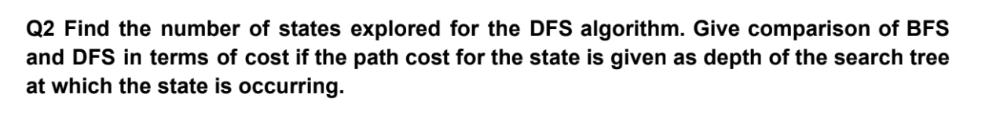 Q2 Find the number of states explored for the DFS algorithm. Give comparison of BFS
and DFS in terms of cost if the path cost for the state is given as depth of the search tree
at which the state is occurring.